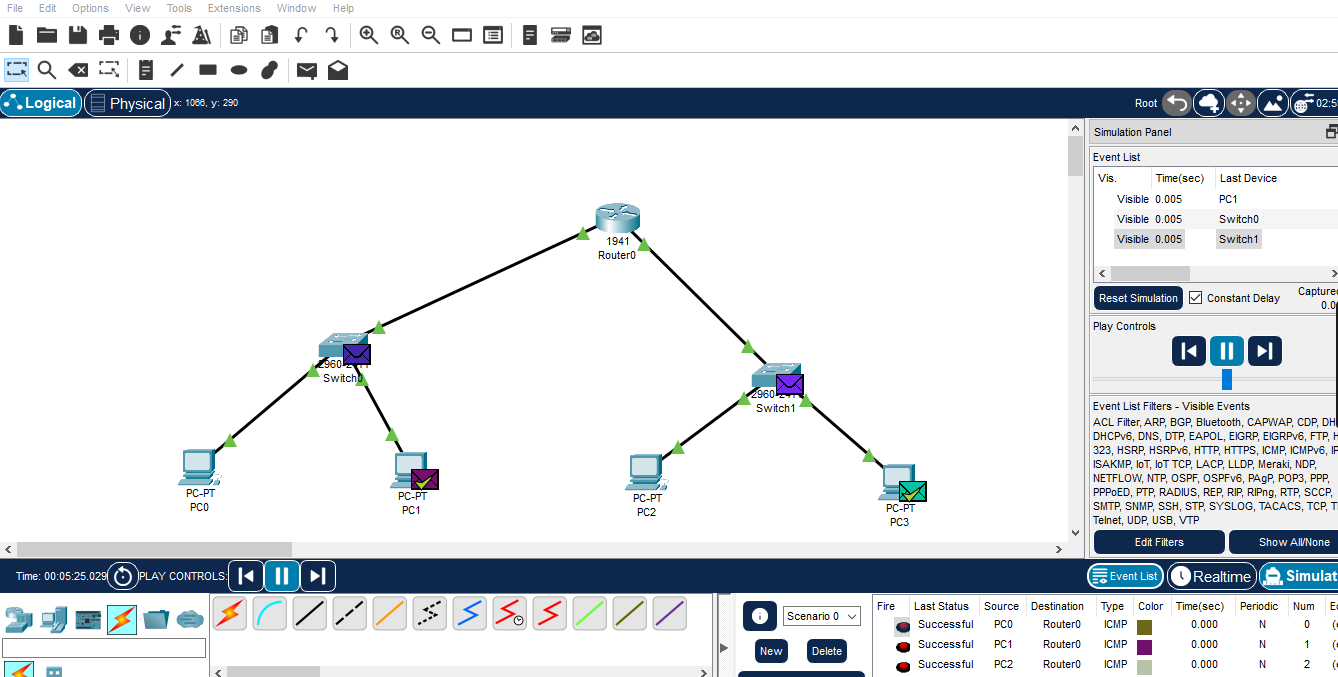 File Edit Options View Tools Extensions Window Help
Logical Physical x: 1066, y: 290 Root
Simulation Panel
Event List
Vis. Time(sec) Last Device
Visible 0.005 PC1
Visible 0.005 Switch0
Visible 0.005 Switch1
Reset Simulation Constant Delay Captured
Play Controls
Event List Filters - Visible Events
ACL Filter, ARP, BGP, Bluetooth, CAPWAP, CDP, DH
DHCPv6, DNS, DTP, EAPOL, EIGRP, EIGRPv6, FTP, H
323, HSRP, HSRPv6, HTTP, HTTPS, ICMP, ICMPv6, IP
ISAKMP, IoT, IoT TCP, LACP, LLDP, Meraki, NDP,
NETFLOW, NTP, OSPF, OSPFv6, PAgP, POP3, PPP,
PPPoED, PTP, RADIUS, REP, RIP, RIPng, RTP, SCCP,
SMTP, SNMP, SSH, STP, SYSLOG, TACACS, TCP, T
Telnet, UDP, USB, VTP
Edit Filters Show All/None
1941
Router0
Switch0
Switch1
PC-PT
PC0
PC-PT
PC1
PC-PT
PC2
PC-PT
PC3
Time: 00:05:25.029 PLAY CONTROLS:
Event List Realtime Simulat
Scenario 0
New Delete
Fire Last Status Source Destination Type Color Time(sec) Periodic Num
Successful PC0 Router0 ICMP 0.000 N 0
Successful PC1 Router0 ICMP 0.000 N 1
Successful PC2 Router0 ICMP 0.000 N 2